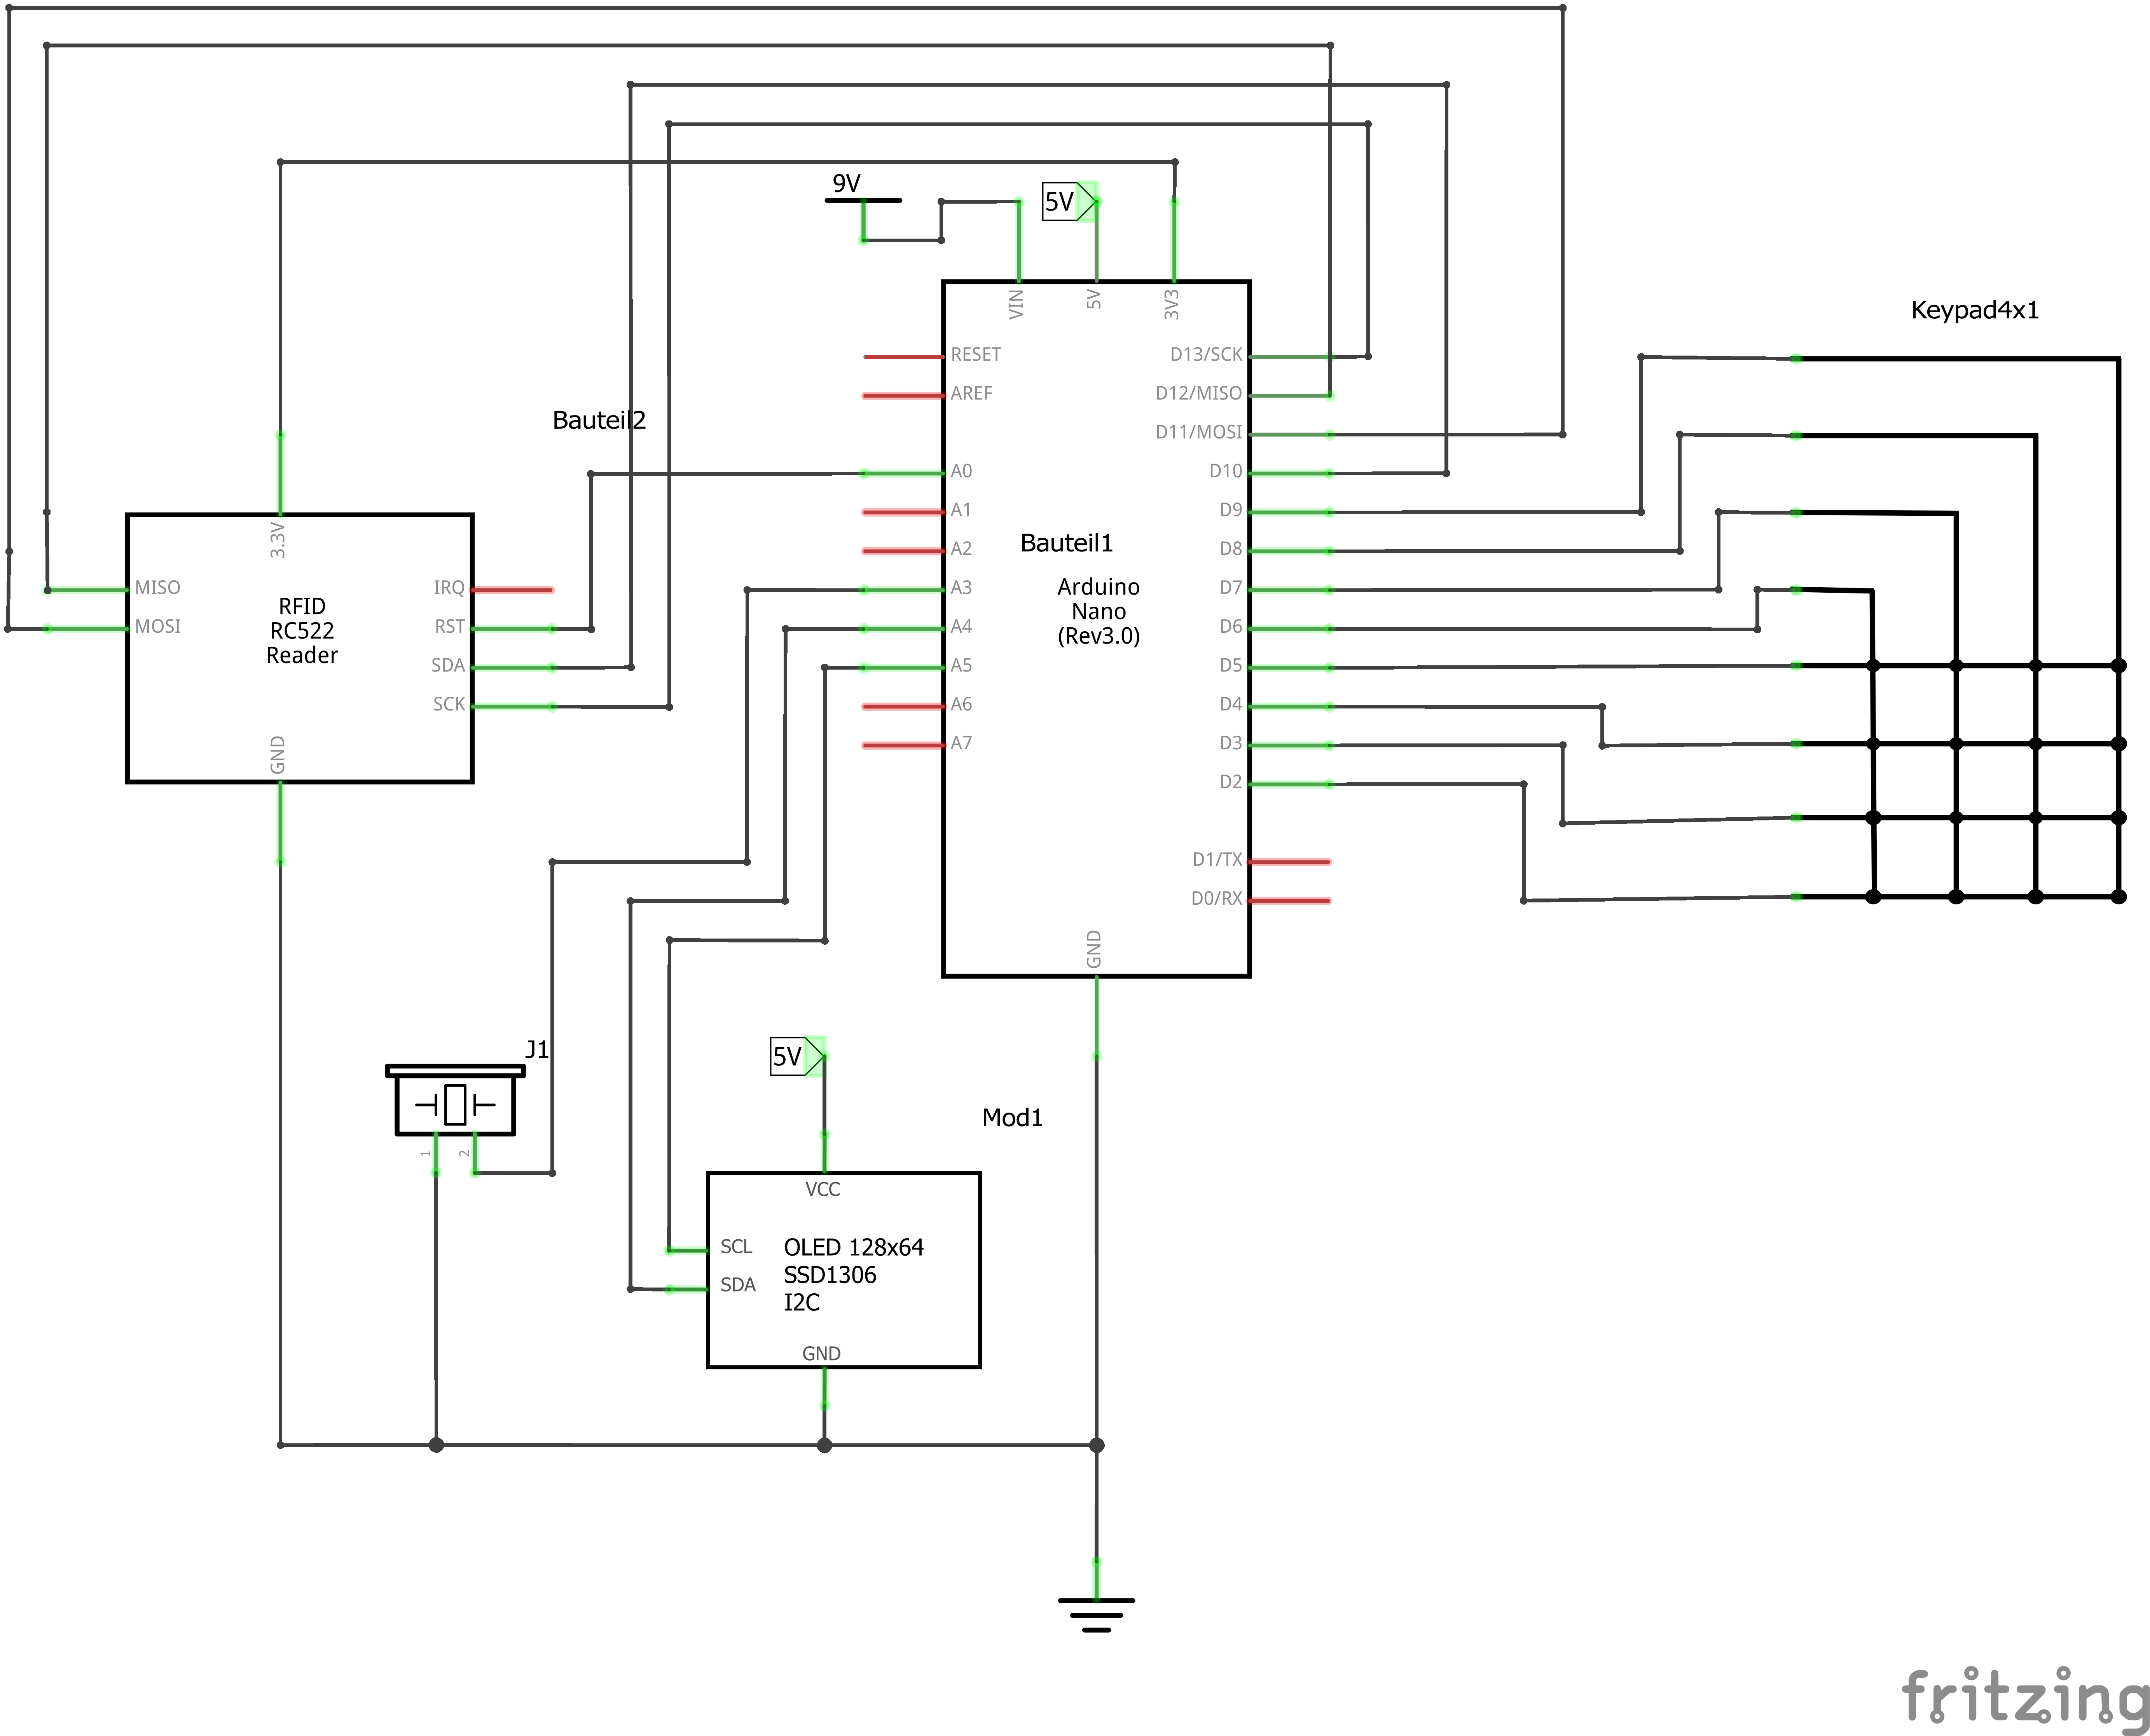 9V
5V
VIN
5V
3V3
Keypad4x1
RESET
D13/SCK
AREF
D12/MISO
Bauteil2
D11/MOSI
A0
D10
A1
D9
3.3V
Bauteil1
A2
D8
MISO
IRQ
RFID
RC522
Reader
Arduino
Nano
(Rev3.0)
A3
D7
MOSI
RST
A4
D6
SDA
A5
D5
SCK
A6
D4
GND
A7
D3
D2
D1/TX
D0/RX
GND
J1
5V
Mod1
1
2
VCC
SCL
OLED 128x64
SSD1306
I2C
SDA
GND
fritzing